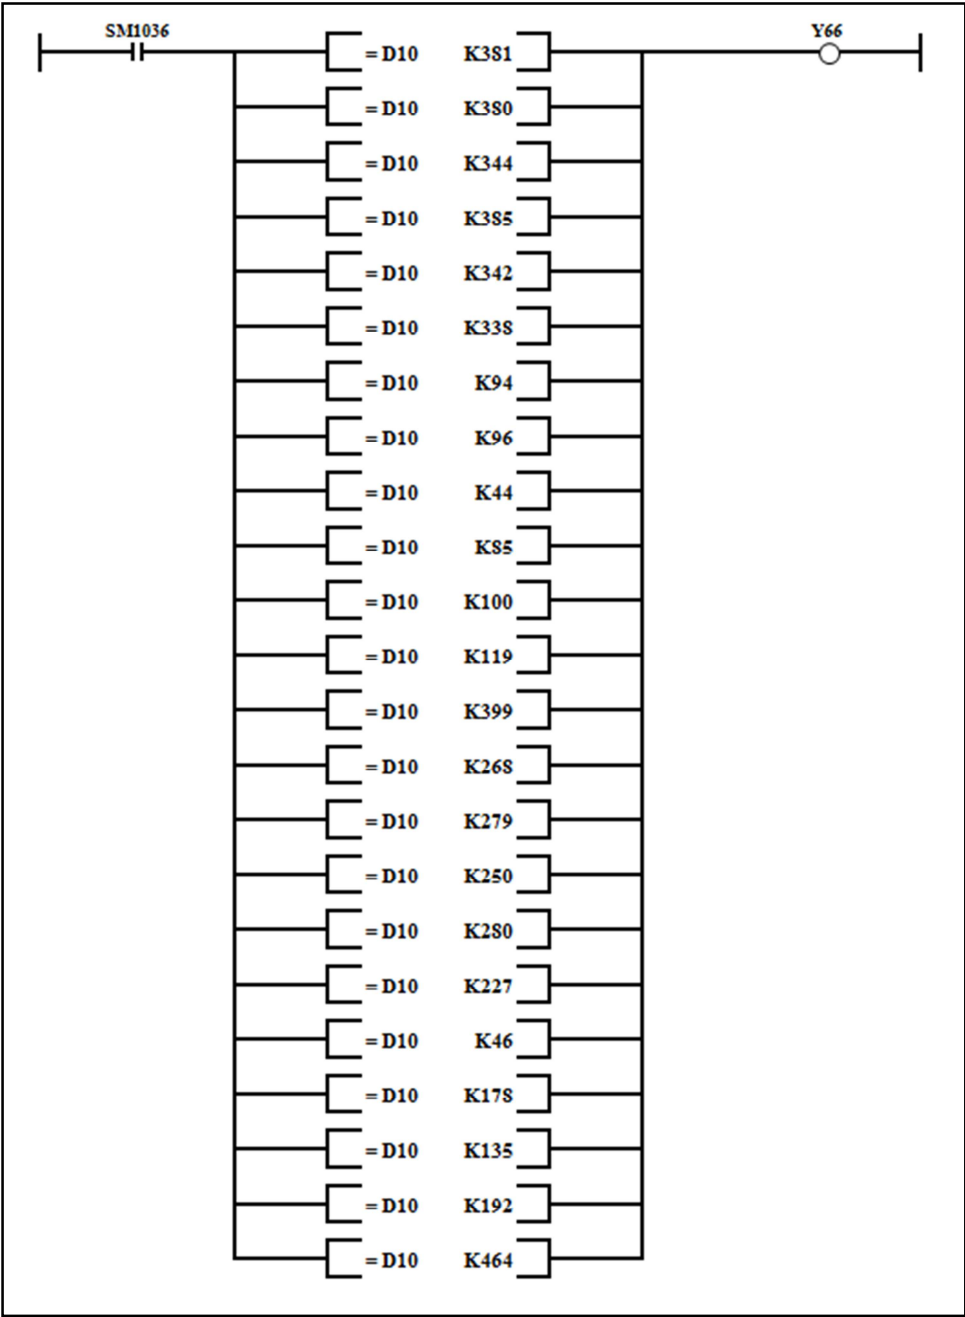 SM1036 Y66
= D10 K381
= D10 K380
= D10 K344
= D10 K385
= D10 K342
= D10 K338
= D10 K94
= D10 K96
= D10 K44
= D10 K85
= D10 K100
= D10 K119
= D10 K399
= D10 K268
= D10 K279
= D10 K250
= D10 K280
= D10 K227
= D10 K46
= D10 K178
= D10 K135
= D10 K192
= D10 K464